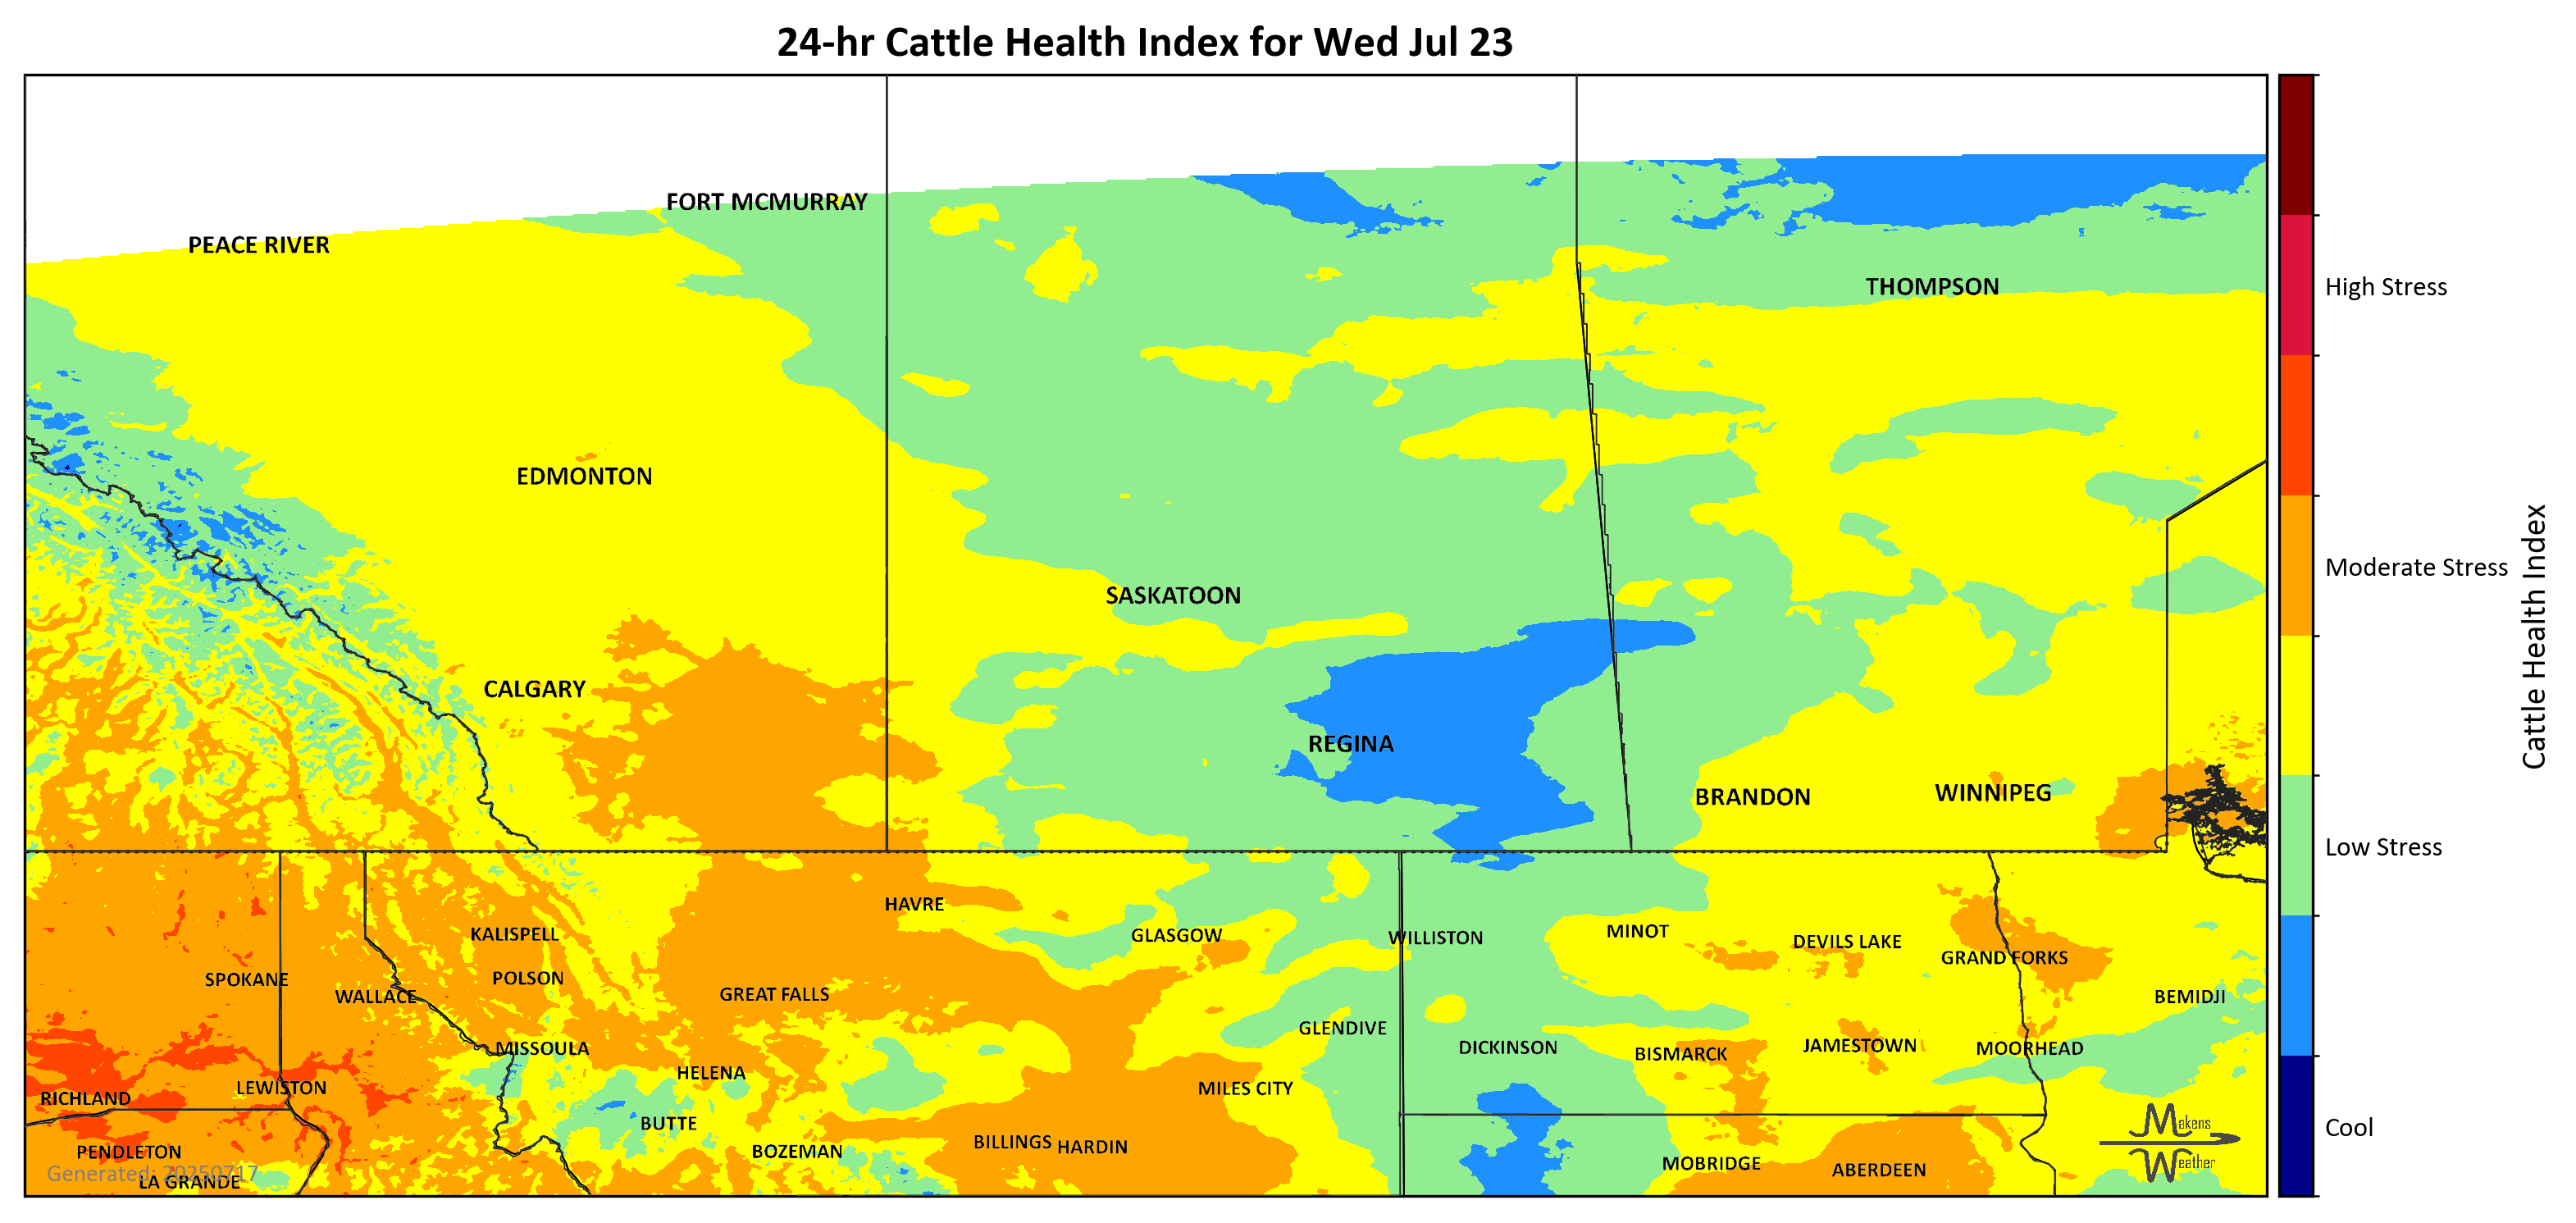 24-hr Cattle Health Index for Wed Jul 23
FORT MCMURRAY
PEACE RIVER
THOMPSON
High Stress
EDMONTON
Moderate Stress
SASKATOON
Cattle Health Index
CALGARY
REGINA
BRANDON
WINNIPEG
Low Stress
HAVRE
KALISPELL
GLASGOW
WILLISTON
MINOT
DEVILS LAKE
GRAND FORKS
SPOKANE
POLSON
WALLACE
GREAT FALLS
BEMIDJI
GLENDIVE
MISSOULA
DICKINSON
BISMARCK
JAMESTOWN
MOORHEAD
HELENA
RICHLAND
LEWISTON
MILES CITY
BUTTE
Makens
Cool
PENDLETON
BOZEMAN
BILLINGS
HARDIN
MOBRIDGE
ABERDEEN
Weather
Generated: 20250717
LA GRANDE